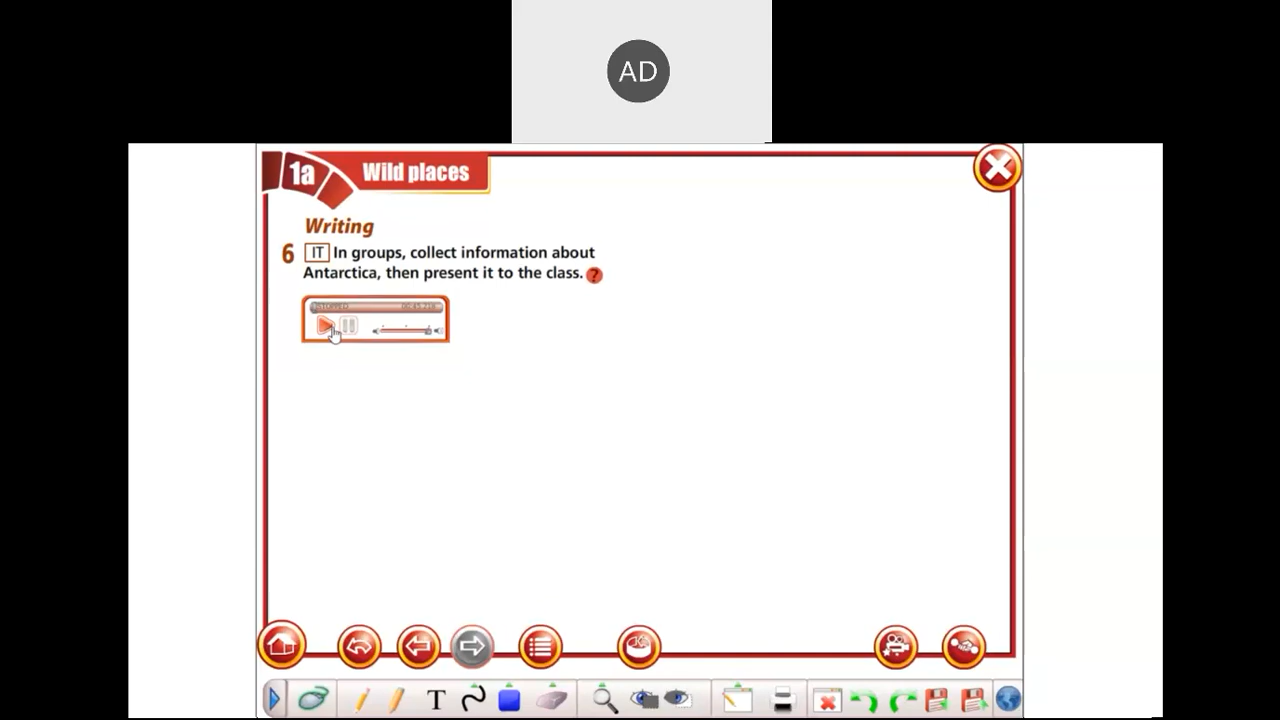 AD
1a Wild places
Writing
6 IT In groups, collect information about
Antarctica, then present it to the class. ?
STOPPED
T